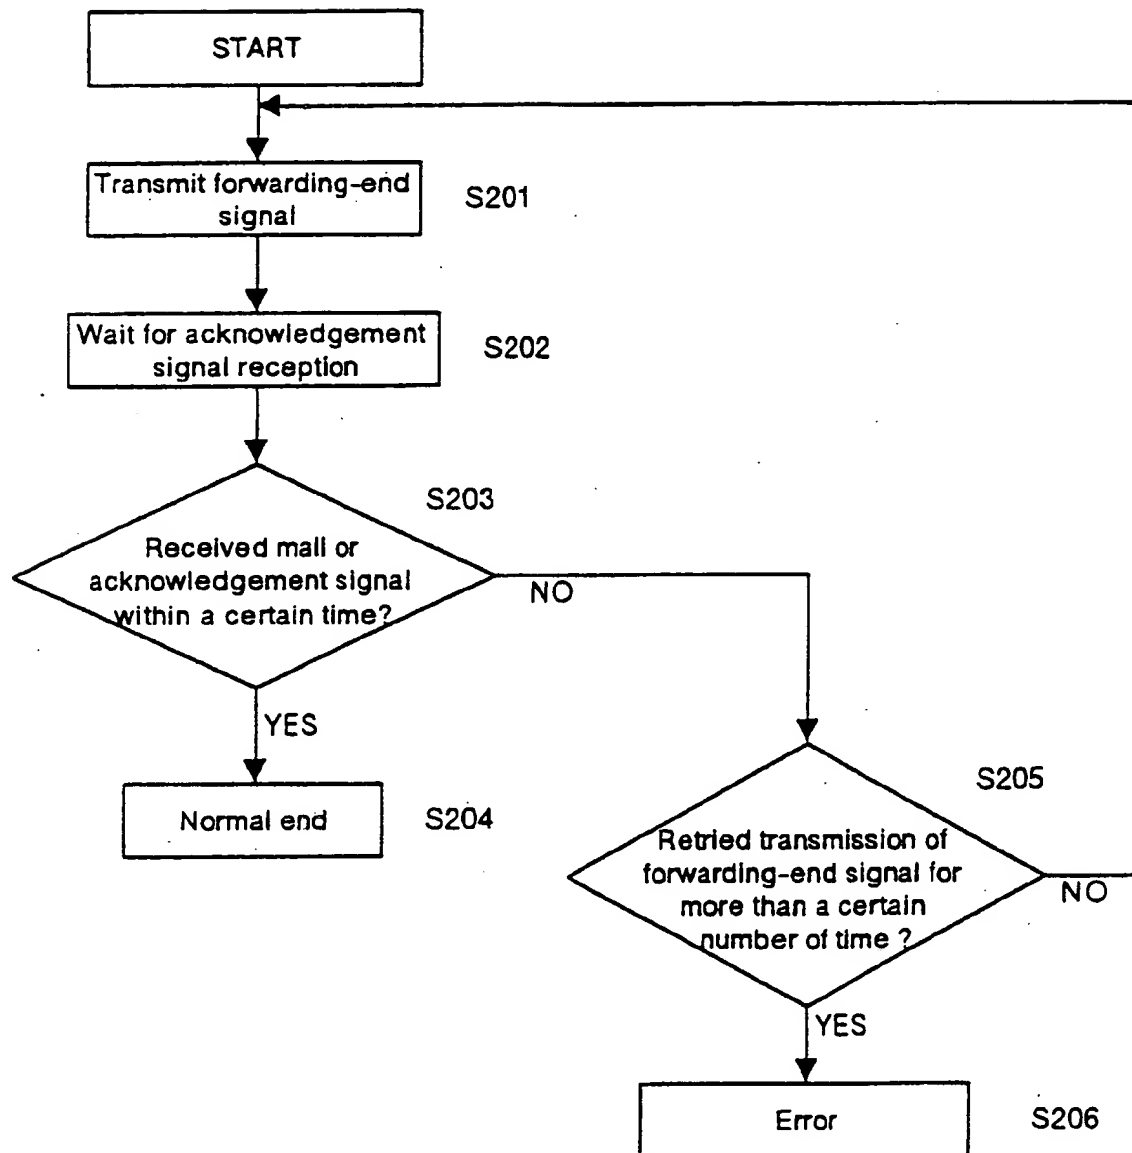 START
Transmit forwarding-end
signal
S201
Wait for acknowledgement
signal reception
S202
S203
Received mail or
acknowledgement signal
within a certain time?
NO
YES
Normal end
S204
S205
Retried transmission of
forwarding-end signal for
more than a certain
number of time ?
NO
YES
Error
S206